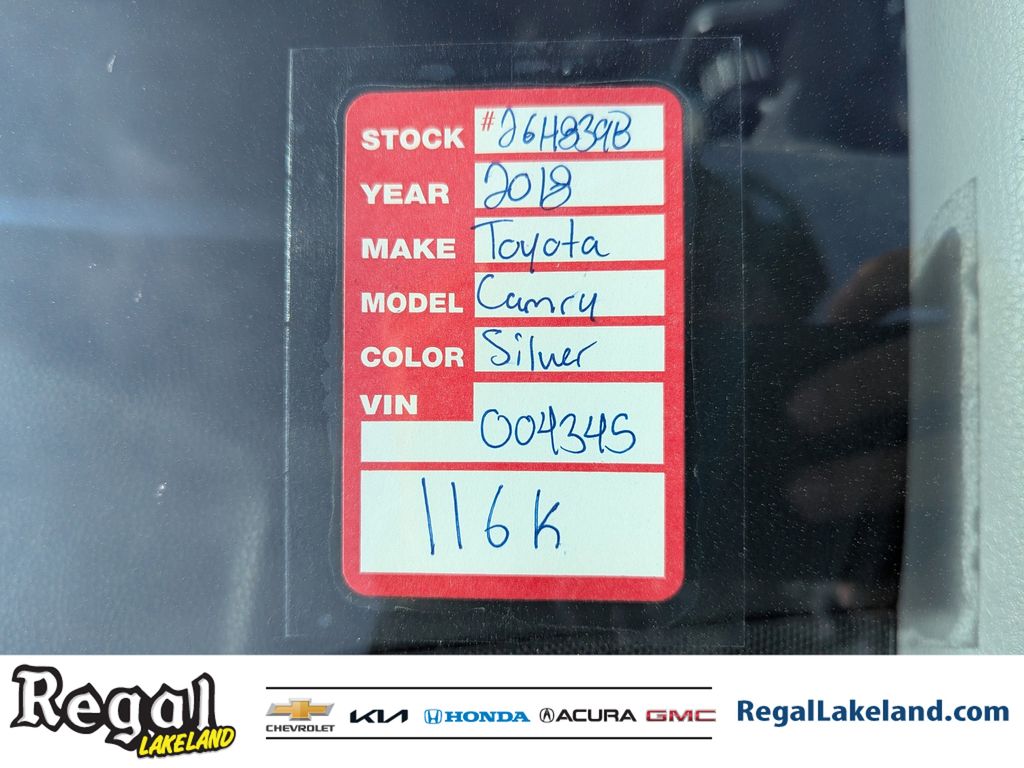 STOCK #26H839B
YEAR 2018
MAKE Toyota
MODEL Camry
COLOR Silver
VIN
004345
116K
Regal
LAKELAND
CHEVROLET KIA HONDA ACURA GMC
RegalLakeland.com